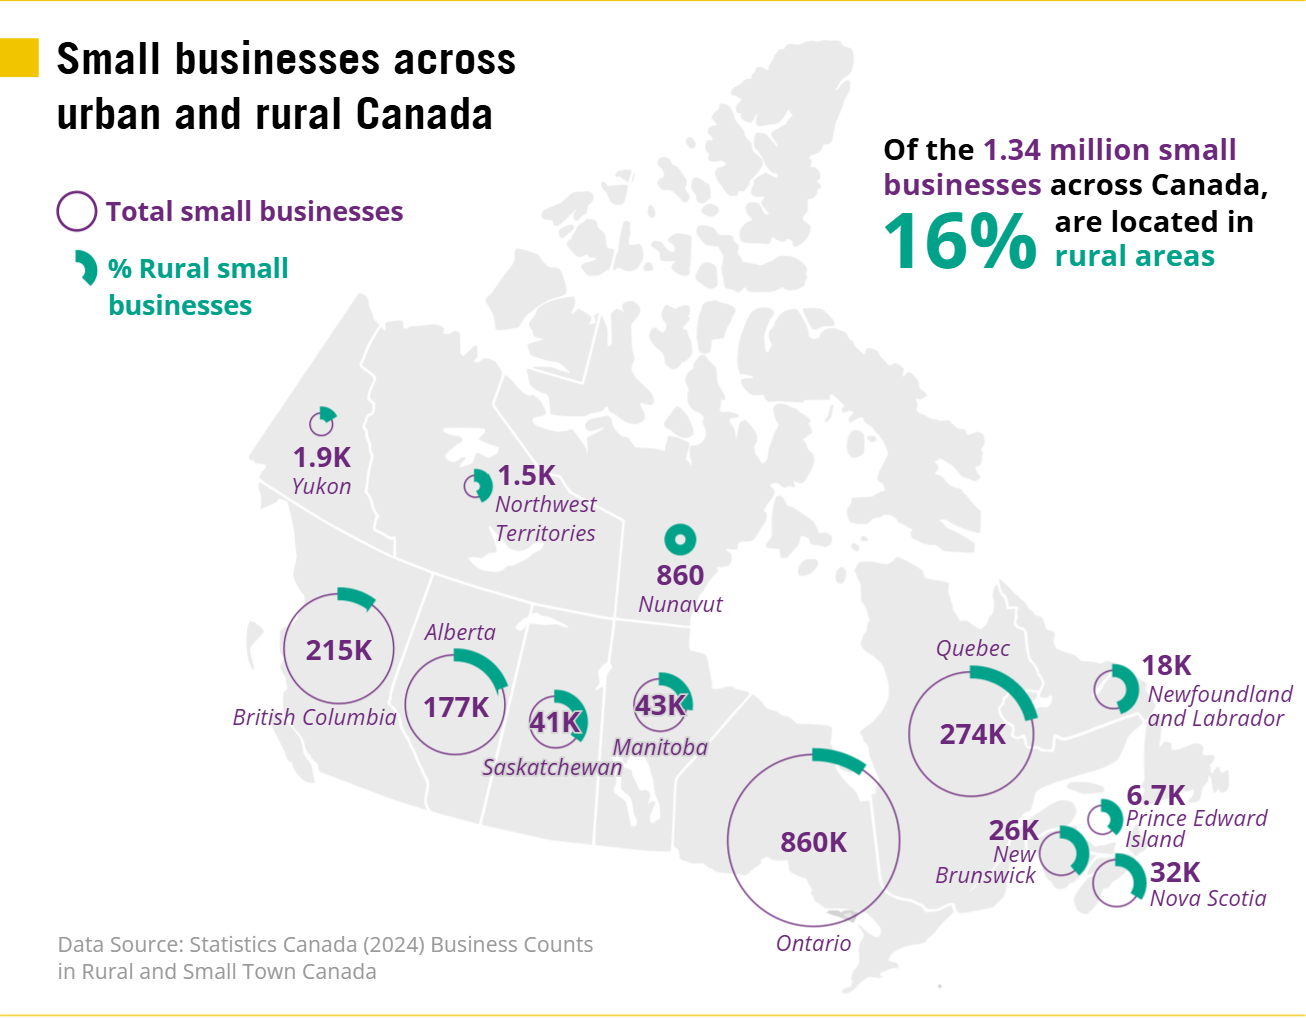 Small businesses across
urban and rural Canada
Of the 1.34 million small
businesses across Canada,
16% are located in
rural areas
Total small businesses
% Rural small
businesses
1.9K
Yukon
1.5K
Northwest
Territories
860
Nunavut
215K
British Columbia
Alberta
177K
41K
Saskatchewan
43K
Manitoba
860K
Ontario
Quebec
274K
18K
Newfoundland
and Labrador
6.7K
Prince Edward
Island
26K
New
Brunswick
32K
Nova Scotia
Data Source: Statistics Canada (2024) Business Counts
in Rural and Small Town Canada